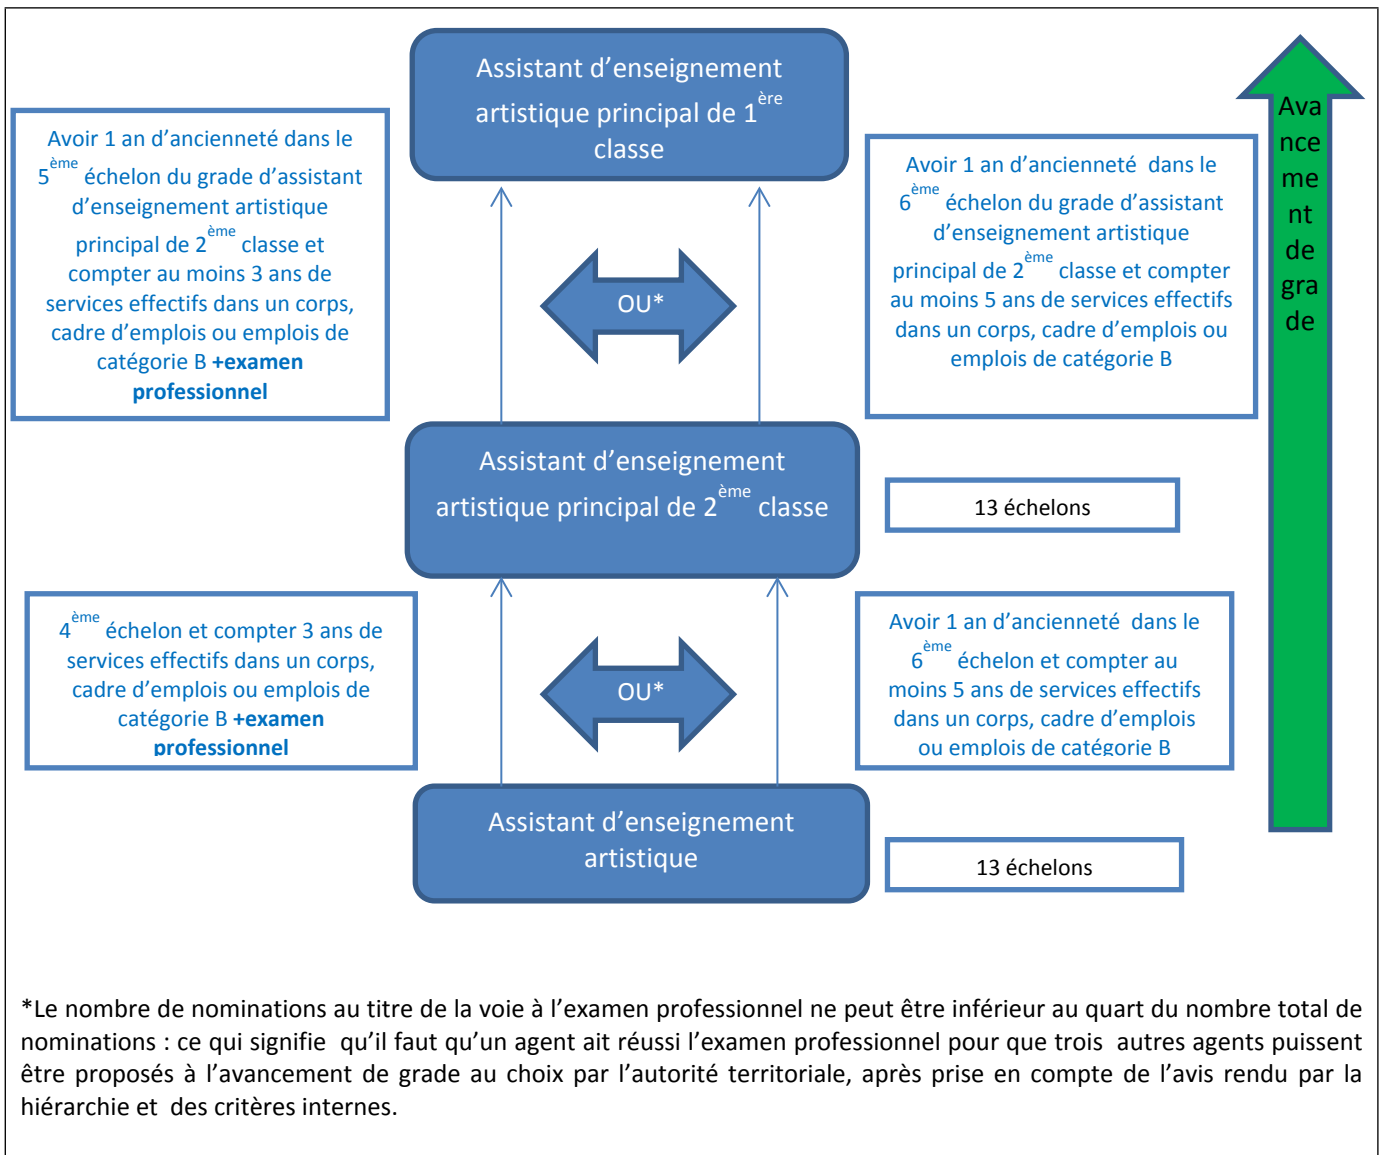 Assistant d’enseignement
artistique principal de 1ère
classe
Avoir 1 an d’ancienneté dans le
5ème échelon du grade d’assistant
d’enseignement artistique
principal de 2ème classe et
compter au moins 3 ans de
services effectifs dans un corps,
cadre d’emplois ou emplois de
catégorie B +examen
professionnel
OU*
Avoir 1 an d’ancienneté dans le
6ème échelon du grade d’assistant
d’enseignement artistique
principal de 2ème classe et compter
au moins 5 ans de services effectifs
dans un corps, cadre d’emplois ou
emplois de catégorie B
Ava
nce
me
nt
de
gra
de
Assistant d’enseignement
artistique principal de 2ème classe
13 échelons
4ème échelon et compter 3 ans de
services effectifs dans un corps,
cadre d’emplois ou emplois de
catégorie B +examen
professionnel
OU*
Avoir 1 an d’ancienneté dans le
6ème échelon et compter au
moins 5 ans de services effectifs
dans un corps, cadre d’emplois
ou emplois de catégorie B
Assistant d’enseignement
artistique
13 échelons
*Le nombre de nominations au titre de la voie à l’examen professionnel ne peut être inférieur au quart du nombre total de
nominations : ce qui signifie qu’il faut qu’un agent ait réussi l’examen professionnel pour que trois autres agents puissent
être proposés à l’avancement de grade au choix par l’autorité territoriale, après prise en compte de l’avis rendu par la
hiérarchie et des critères internes.